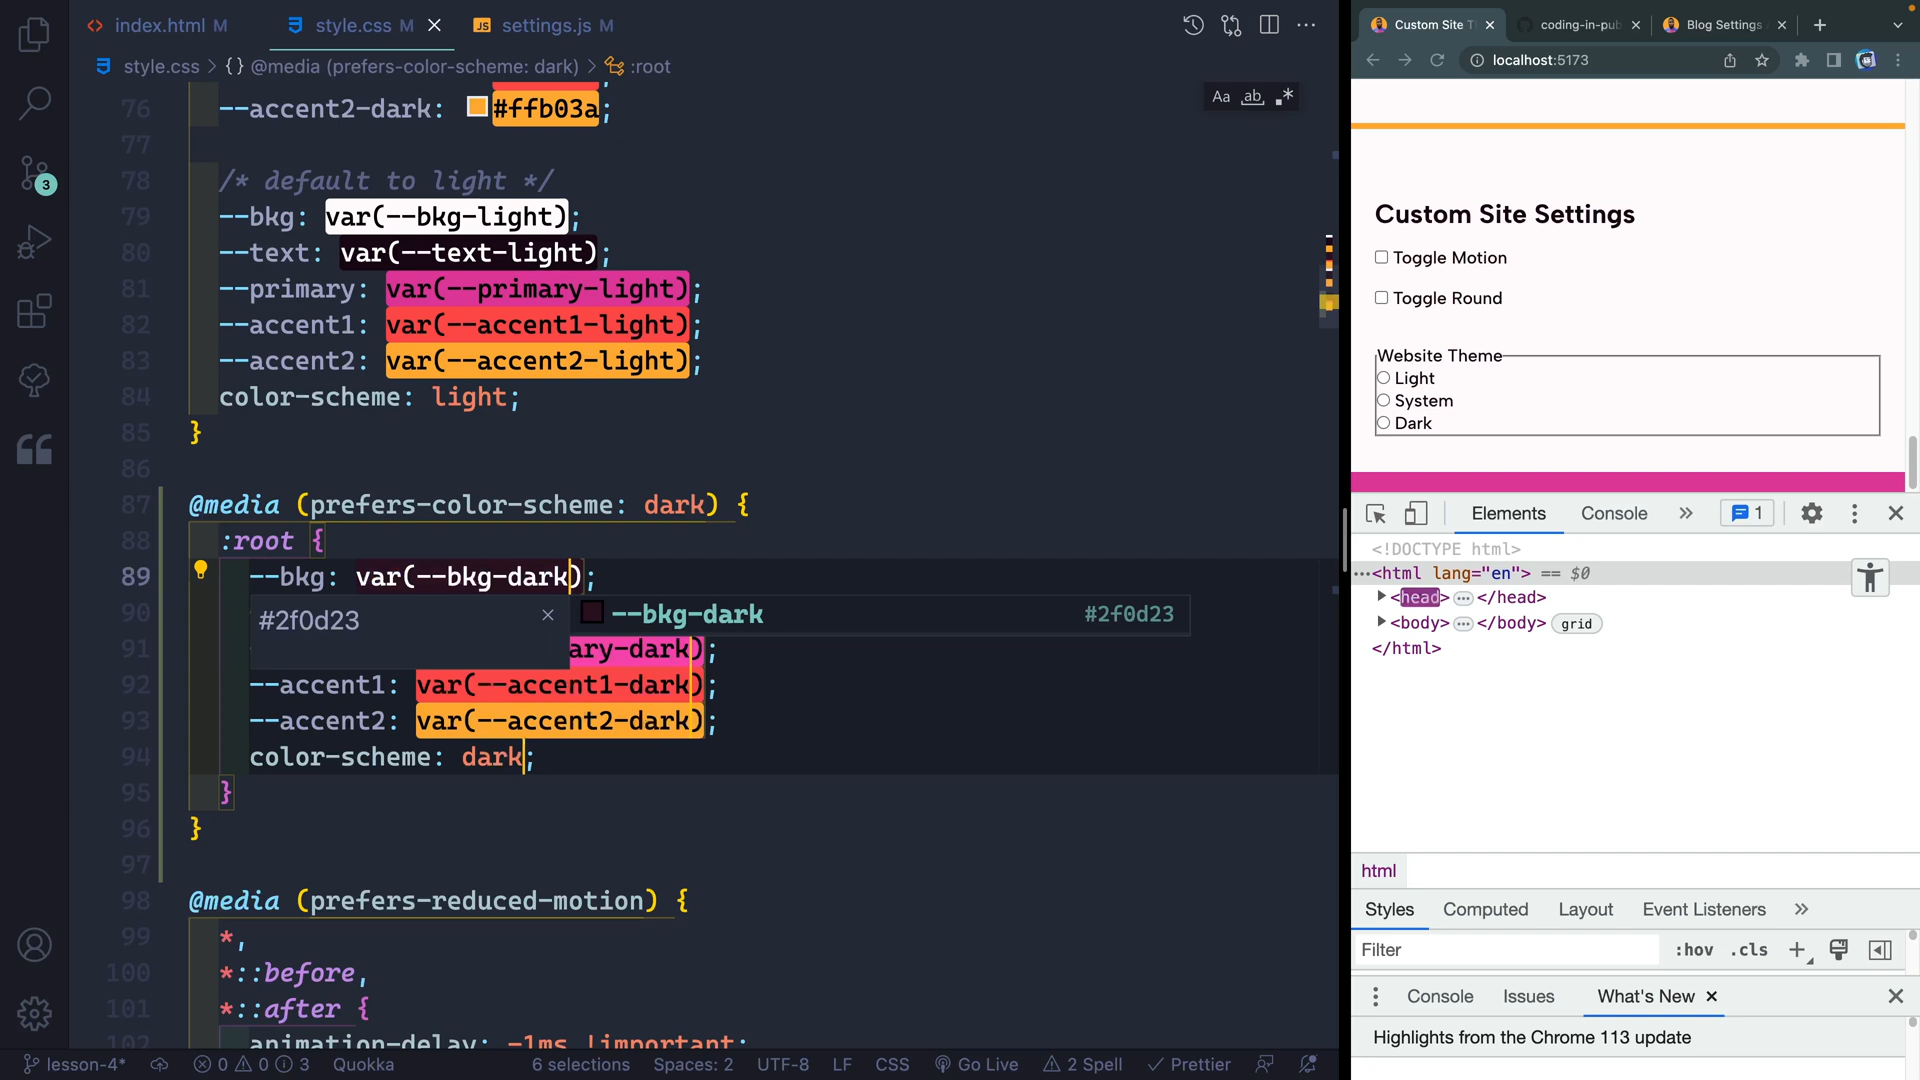 index.html M
style.css M
settings.js M
style.css > {} @media (prefers-color-scheme: dark) > :root
Aa ab
3
76 --accent2-dark: #ffb03a;
77
78 /* default to light */
79 --bkg: var(--bkg-light);
80 --text: var(--text-light);
81 --primary: var(--primary-light);
82 --accent1: var(--accent1-light);
83 --accent2: var(--accent2-light);
84 color-scheme: light;
85 }
86
87 @media (prefers-color-scheme: dark) {
88 :root {
89 --bkg: var(--bkg-dark);
#2f0d23
--bkg-dark #2f0d23
90
91 ary-dark);
92 --accent1: var(--accent1-dark);
93 --accent2: var(--accent2-dark);
94 color-scheme: dark;
95 }
96 }
97
98 @media (prefers-reduced-motion) {
99 *,
100 *::before,
101 *::after {
102 animation-delay: -1ms !important;
lesson-4* 0 0 3 Quokka 6 selections Spaces: 2 UTF-8 LF CSS Go Live 2 Spell Prettier
Custom Site T
coding-in-pub
Blog Settings
localhost:5173
Custom Site Settings
Toggle Motion
Toggle Round
Website Theme
Light
System
Dark
Elements Console » 1
<!DOCTYPE html>
<html lang="en"> == $0
<head> </head>
<body> </body> grid
</html>
html
Styles Computed Layout Event Listeners »
Filter :hov .cls +
Console Issues What's New
Highlights from the Chrome 113 update